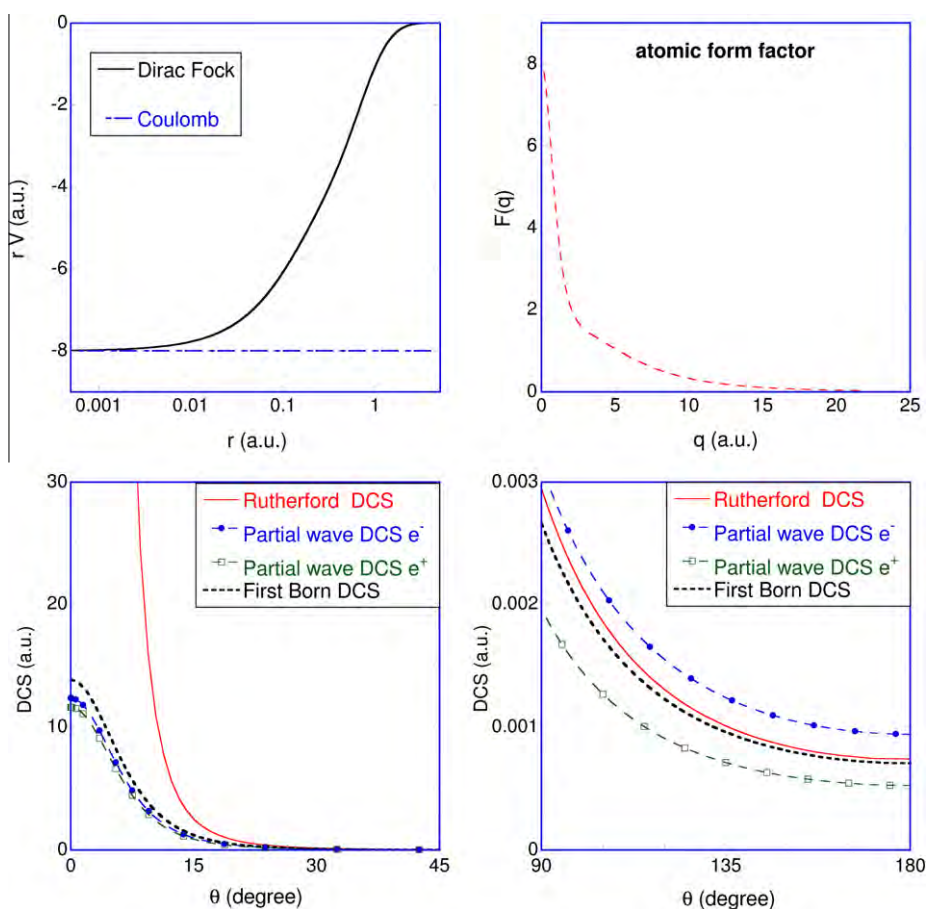 0
-2
-4
-6
-8
r V (a.u.)
Dirac Fock
Coulomb
0.001
0.01
0.1
1
r (a.u.)
atomic form factor
8
6
4
2
0
F(q)
0
5
10
15
20
25
q (a.u.)
30
20
10
0
DCS (a.u.)
Rutherford DCS
Partial wave DCS e⁻
Partial wave DCS e⁺
First Born DCS
0
15
30
45
θ (degree)
0.003
0.002
0.001
0
DCS (a.u.)
Rutherford DCS
Partial wave DCS e⁻
Partial wave DCS e⁺
First Born DCS
90
135
180
θ (degree)